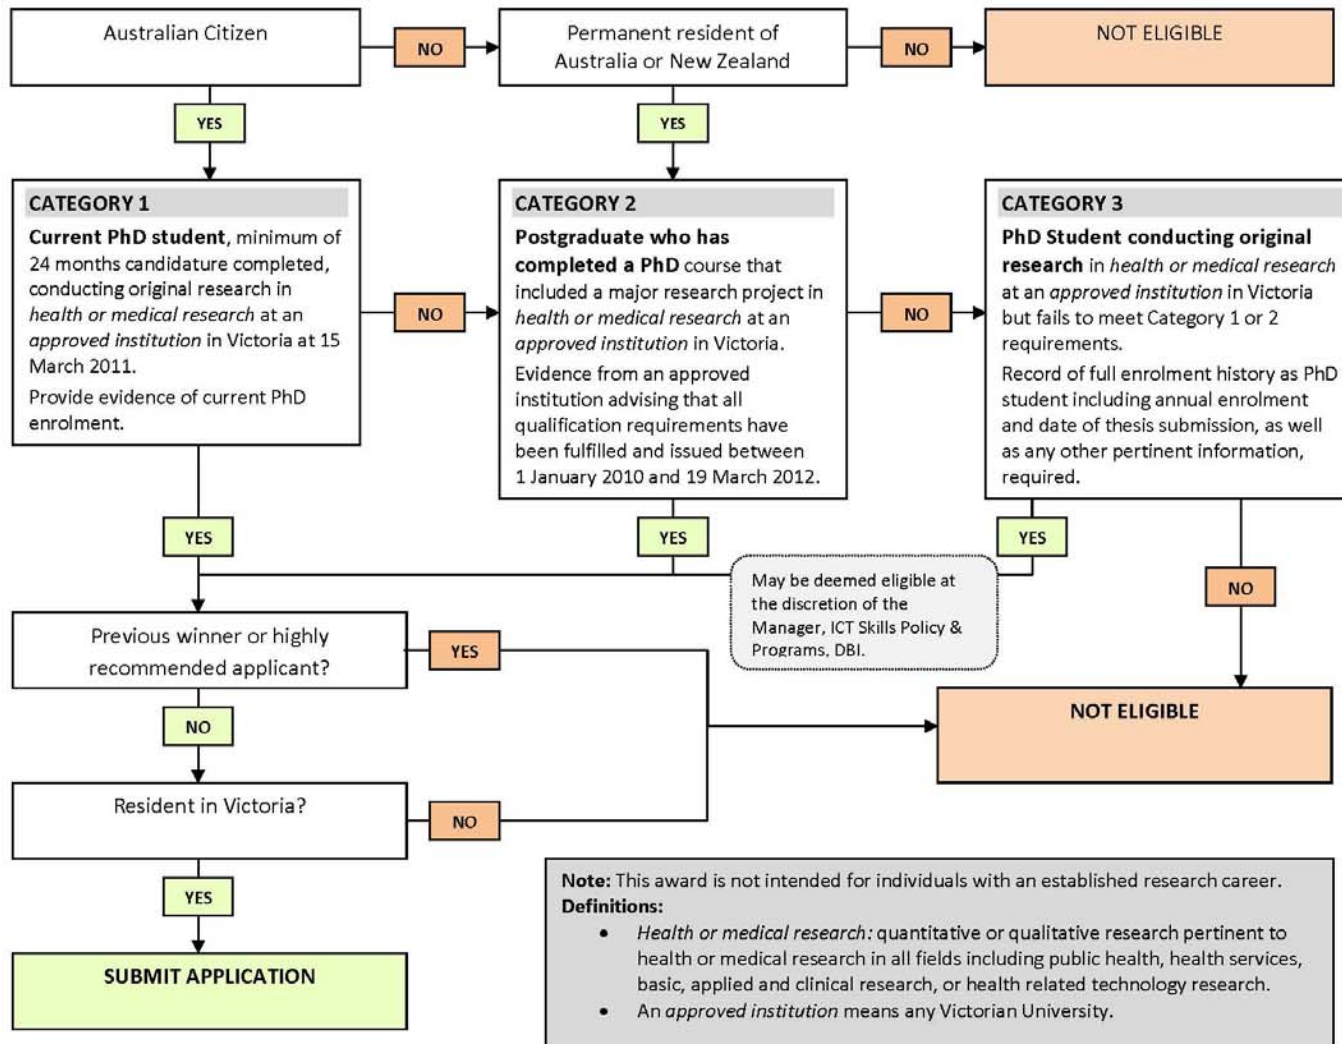 Australian Citizen
NO
Permanent resident of
Australia or New Zealand
NO
NOT ELIGIBLE
YES
YES
CATEGORY 1
Current PhD student, minimum of
24 months candidature completed,
conducting original research in
health or medical research at an
approved institution in Victoria at 15
March 2011.
Provide evidence of current PhD
enrolment.
NO
CATEGORY 2
Postgraduate who has
completed a PhD course that
included a major research project in
health or medical research at an
approved institution in Victoria.
Evidence from an approved
institution advising that all
qualification requirements have
been fulfilled and issued between
1 January 2010 and 19 March 2012.
NO
CATEGORY 3
PhD Student conducting original
research in health or medical research
at an approved institution in Victoria
but fails to meet Category 1 or 2
requirements.
Record of full enrolment history as PhD
student including annual enrolment
and date of thesis submission, as well
as any other pertinent information,
required.
YES
YES
YES
NO
May be deemed eligible at
the discretion of the
Manager, ICT Skills Policy &
Programs, DBI.
Previous winner or highly
recommended applicant?
YES
NO
NOT ELIGIBLE
Resident in Victoria?
NO
YES
SUBMIT APPLICATION
Note: This award is not intended for individuals with an established research career.
Definitions:
• Health or medical research: quantitative or qualitative research pertinent to
health or medical research in all fields including public health, health services,
basic, applied and clinical research, or health related technology research.
• An approved institution means any Victorian University.